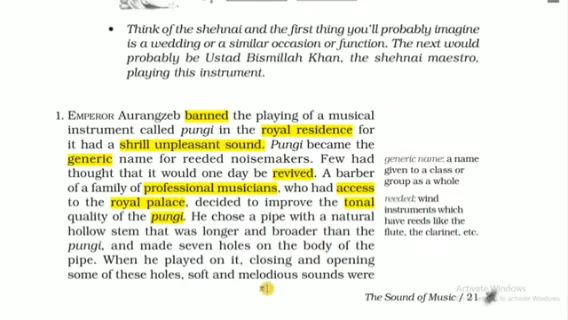 • Think of the shehnai and the first thing you'll probably imagine
is a wedding or a similar occasion or function. The next would
probably be Ustad Bismillah Khan, the shehnai maestro,
playing this instrument.
1. EMPEROR Aurangzeb banned the playing of a musical
instrument called pungi in the royal residence for
it had a shrill unpleasant sound. Pungi became the
generic name for reeded noisemakers. Few had
thought that it would one day be revived. A barber
of a family of professional musicians, who had access
to the royal palace, decided to improve the tonal
quality of the pungi. He chose a pipe with a natural
hollow stem that was longer and broader than the
pungi, and made seven holes on the body of the
pipe. When he played on it, closing and opening
some of these holes, soft and melodious sounds were
generic name: a name
given to a class or
group as a whole
reeded: wind
instruments which
have reeds like the
flute, the clarinet, etc.
Activate Windows
to activate Windows
The Sound of Music / 21